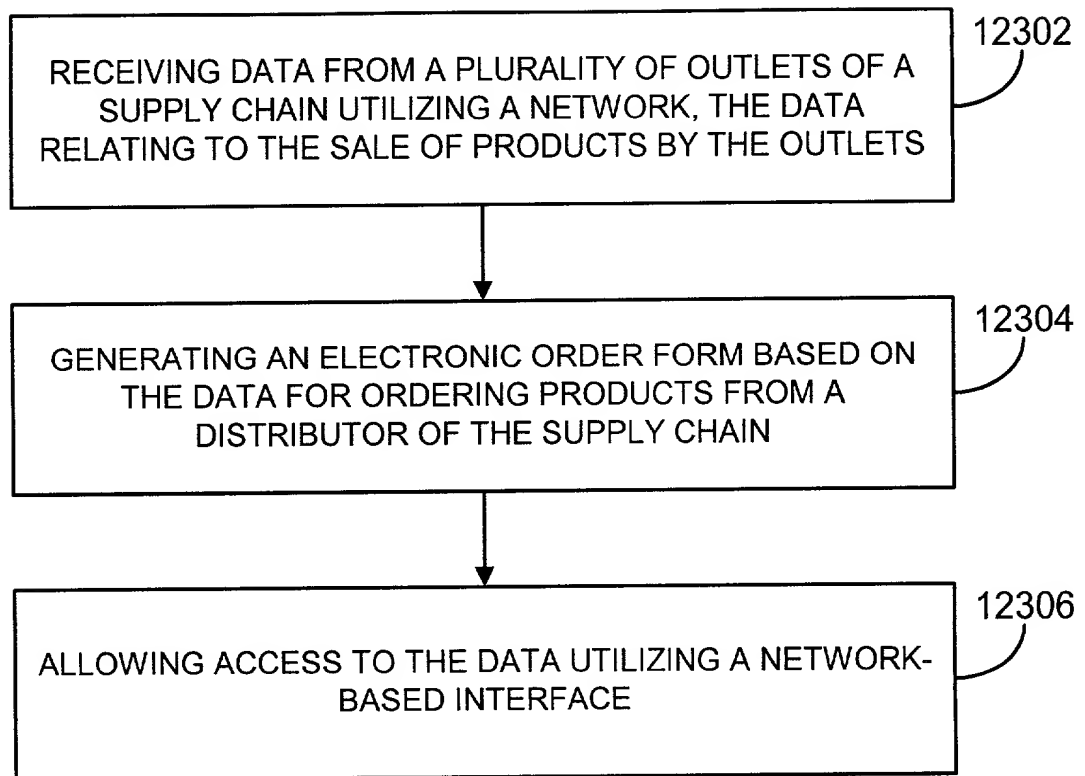 12302
RECEIVING DATA FROM A PLURALITY OF OUTLETS OF A
SUPPLY CHAIN UTILIZING A NETWORK, THE DATA
RELATING TO THE SALE OF PRODUCTS BY THE OUTLETS
12304
GENERATING AN ELECTRONIC ORDER FORM BASED ON
THE DATA FOR ORDERING PRODUCTS FROM A
DISTRIBUTOR OF THE SUPPLY CHAIN
12306
ALLOWING ACCESS TO THE DATA UTILIZING A NETWORK-
BASED INTERFACE